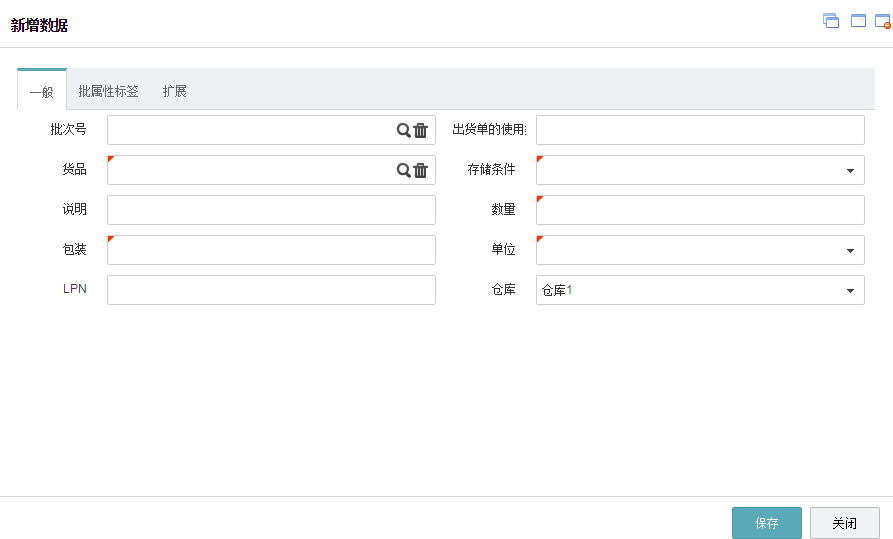 新增数据
一般 批属性标签 扩展
批次号 出货单的使用
货品 存储条件
说明 数量
包装 单位
LPN 仓库 仓库1
保存 关闭